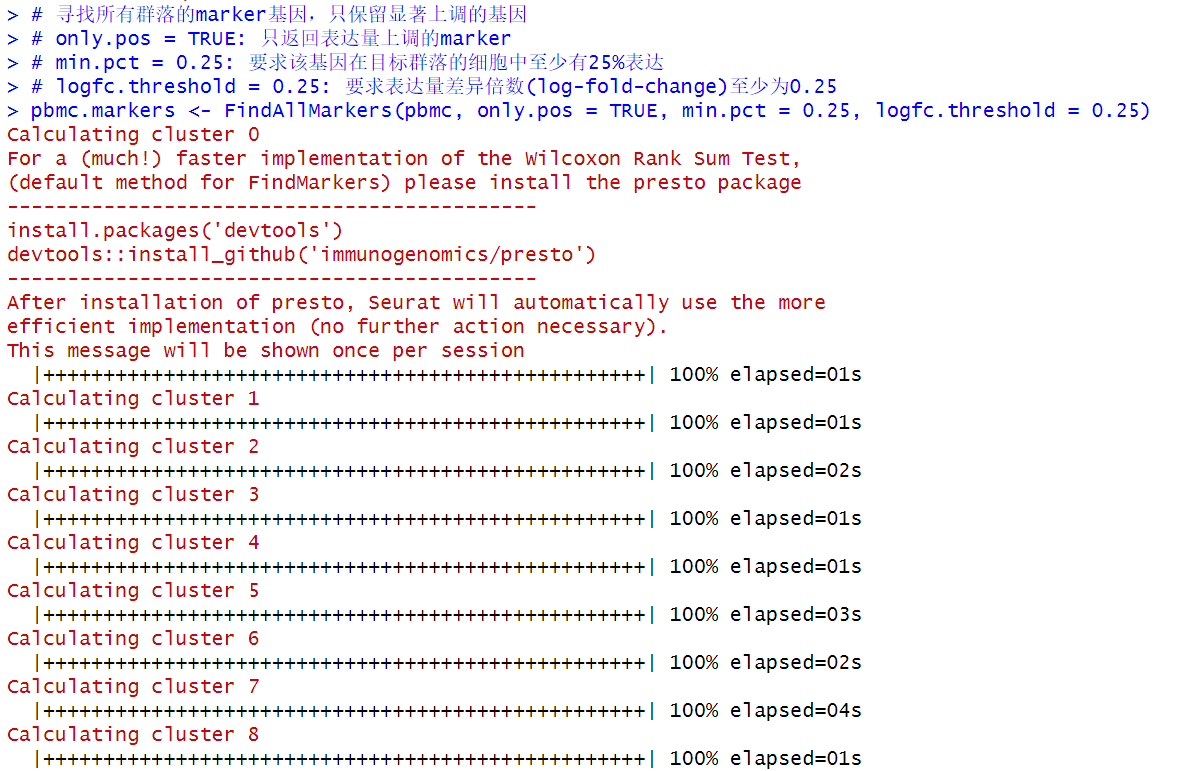 > # 寻找所有群落的marker基因，只保留显著上调的基因
> # only.pos = TRUE: 只返回表达量上调的marker
> # min.pct = 0.25: 要求该基因在目标群落的细胞中至少有25%表达
> # logfc.threshold = 0.25: 要求表达量差异倍数(log-fold-change)至少为0.25
> pbmc.markers <- FindAllMarkers(pbmc, only.pos = TRUE, min.pct = 0.25, logfc.threshold = 0.25)
Calculating cluster 0
For a (much!) faster implementation of the Wilcoxon Rank Sum Test,
(default method for FindMarkers) please install the presto package
--------------------------------------------
install.packages('devtools')
devtools::install_github('immunogenomics/presto')
--------------------------------------------
After installation of presto, Seurat will automatically use the more
efficient implementation (no further action necessary).
This message will be shown once per session
  |++++++++++++++++++++++++++++++++++++++++++++++++++| 100% elapsed=01s
Calculating cluster 1
  |++++++++++++++++++++++++++++++++++++++++++++++++++| 100% elapsed=01s
Calculating cluster 2
  |++++++++++++++++++++++++++++++++++++++++++++++++++| 100% elapsed=02s
Calculating cluster 3
  |++++++++++++++++++++++++++++++++++++++++++++++++++| 100% elapsed=01s
Calculating cluster 4
  |++++++++++++++++++++++++++++++++++++++++++++++++++| 100% elapsed=01s
Calculating cluster 5
  |++++++++++++++++++++++++++++++++++++++++++++++++++| 100% elapsed=03s
Calculating cluster 6
  |++++++++++++++++++++++++++++++++++++++++++++++++++| 100% elapsed=02s
Calculating cluster 7
  |++++++++++++++++++++++++++++++++++++++++++++++++++| 100% elapsed=04s
Calculating cluster 8
  |++++++++++++++++++++++++++++++++++++++++++++++++++| 100% elapsed=01s